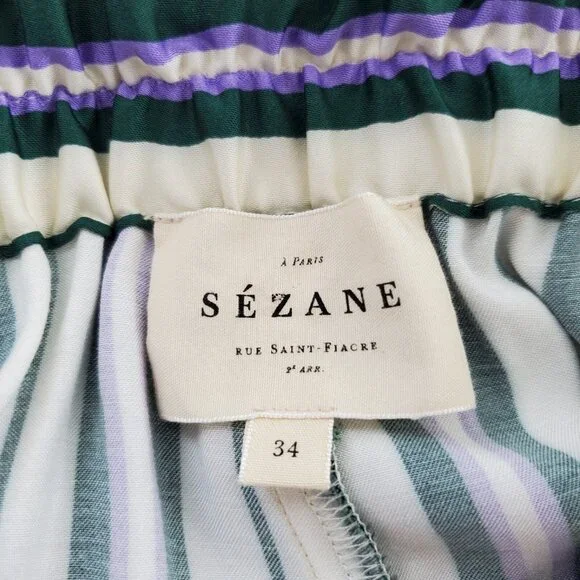 À PARIS
SÉZANE
RUE SAINT-FIACRE
2E ARR.
34